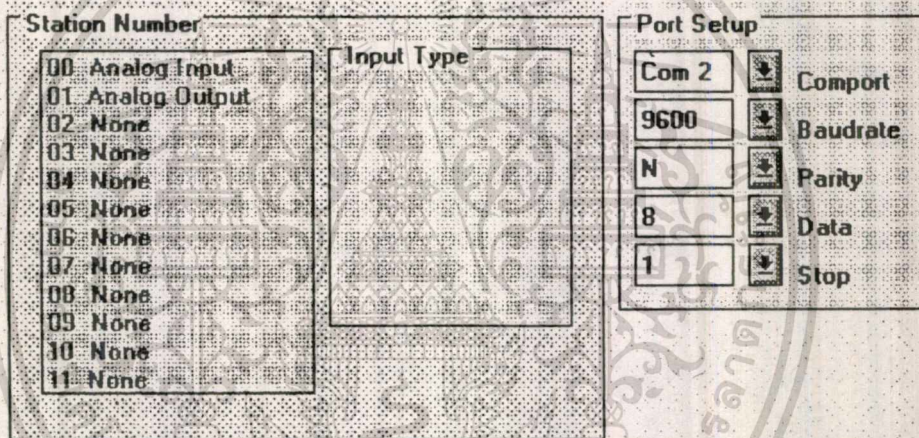 Station Number
00 Analog Input
01 Analog Output
02 None
03 None
04 None
05 None
06 None
07 None
08 None
09 None
10 None
11 None
Input Type
Port Setup
Com 2 Comport
9600 Baudrate
N Parity
8 Data
1 Stop